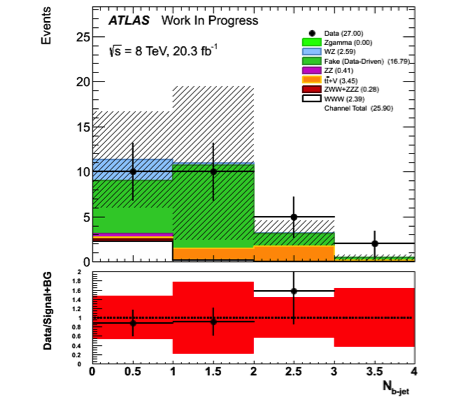 Events
ATLAS Work In Progress
√s = 8 TeV, 20.3 fb⁻¹
Data (27.00)
Zgamma (0.00)
WZ (2.59)
Fake (Data-Driven) (16.79)
ZZ (0.41)
tt̄+V (3.45)
ZWW+ZZZ (0.28)
WWW (2.39)
Channel Total (25.90)
25
20
15
10
5
0
Data/Signal+BG
2
1.8
1.6
1.4
1.2
1
0.8
0.6
0.4
0.2
0
0 0.5 1 1.5 2 2.5 3 3.5 4
N b-jet